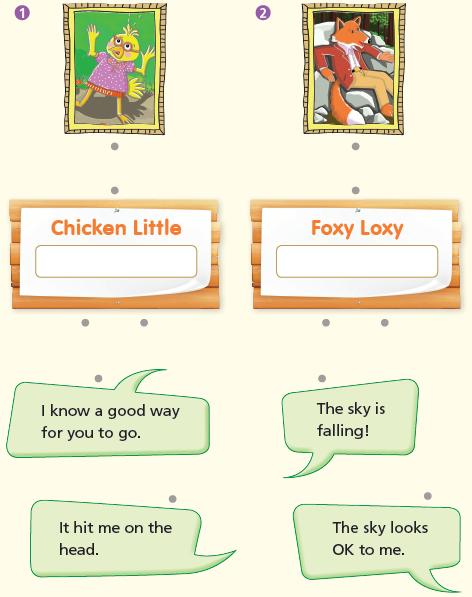 1
2
Chicken Little
Foxy Loxy
I know a good way
for you to go.
The sky is
falling!
It hit me on the
head.
The sky looks
OK to me.